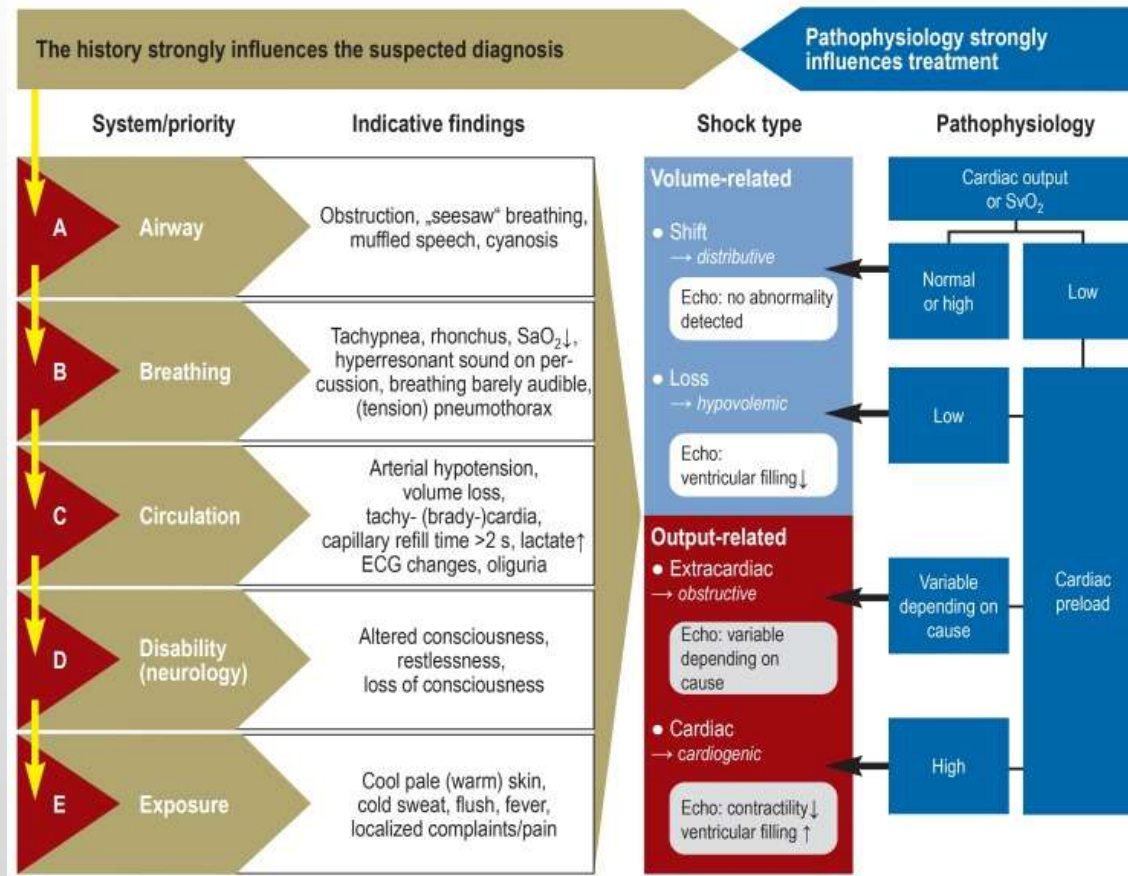 The history strongly influences the suspected diagnosis
Pathophysiology strongly
influences treatment
System/priority
Indicative findings
Shock type
Pathophysiology
A
Airway
Obstruction, „seesaw“ breathing,
muffled speech, cyanosis
B
Breathing
Tachypnea, rhonchus, SaO₂↓,
hyperresonant sound on per-
cussion, breathing barely audible,
(tension) pneumothorax
C
Circulation
Arterial hypotension,
volume loss,
tachy- (brady-)cardia,
capillary refill time >2 s, lactate↑
ECG changes, oliguria
D
Disability
(neurology)
Altered consciousness,
restlessness,
loss of consciousness
E
Exposure
Cool pale (warm) skin,
cold sweat, flush, fever,
localized complaints/pain
Volume-related
● Shift
→ distributive
Echo: no abnormality
detected
● Loss
→ hypovolemic
Echo:
ventricular filling↓
Output-related
● Extracardiac
→ obstructive
Echo: variable
depending on
cause
● Cardiac
→ cardiogenic
Echo: contractility↓
ventricular filling ↑
Cardiac output
or SvO₂
Normal
or high
Low
Low
Variable
depending on
cause
High
Cardiac
preload